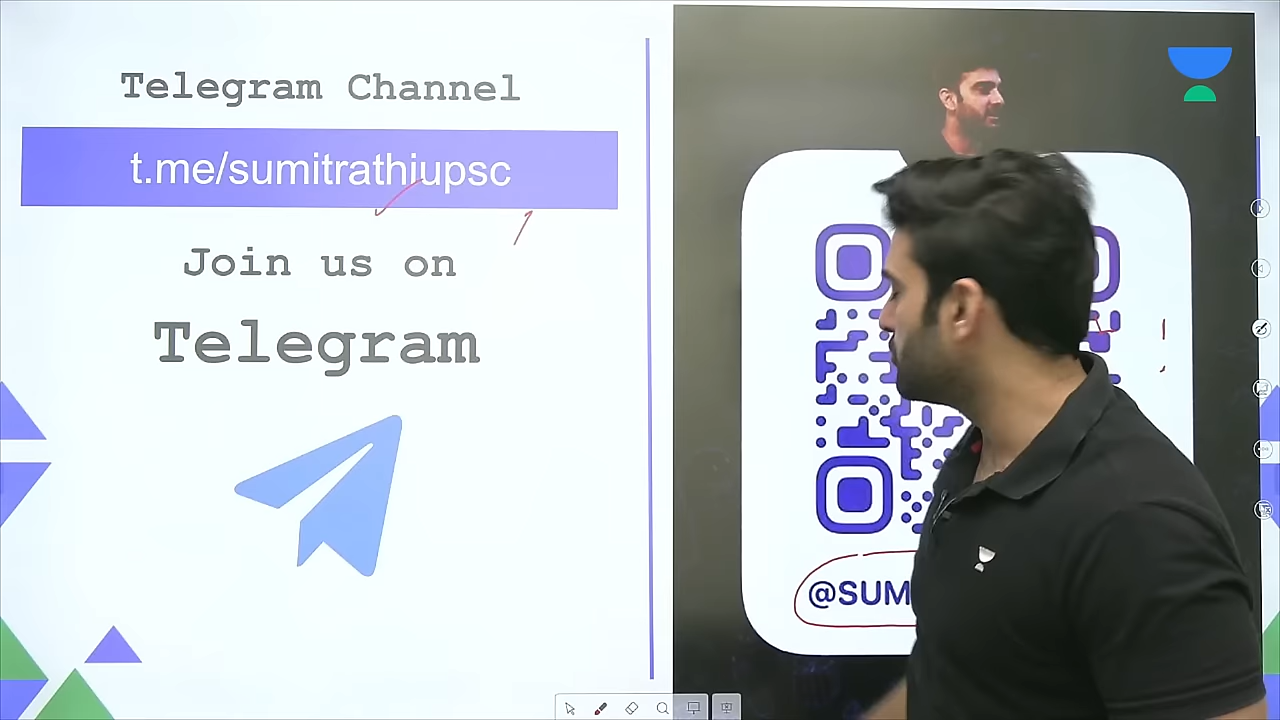 Telegram Channel
t.me/sumitrathiupsc
Join us on
Telegram
@SUM